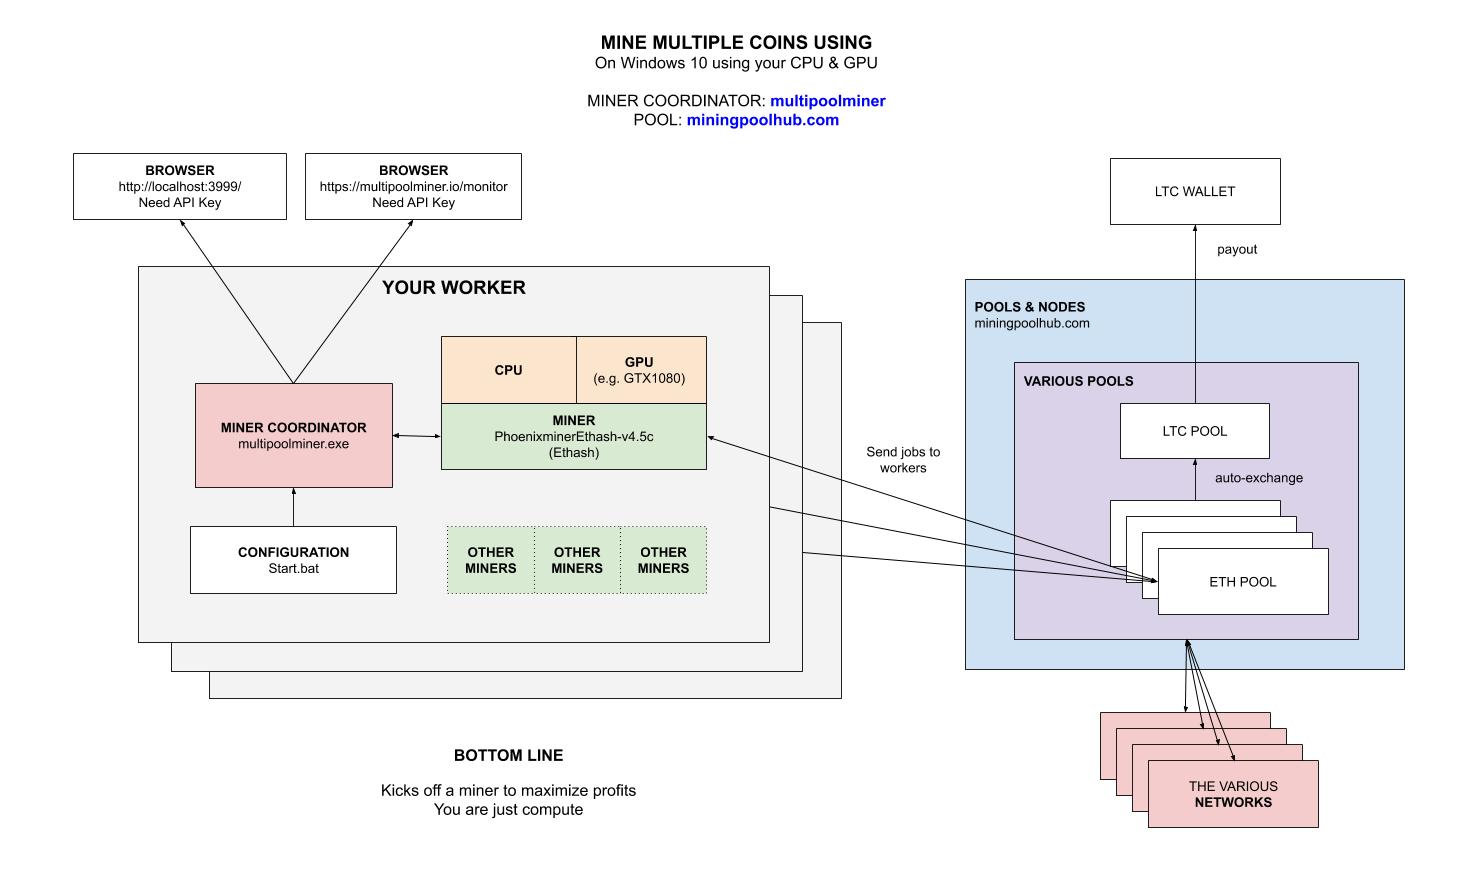 MINE MULTIPLE COINS USING
On Windows 10 using your CPU & GPU
MINER COORDINATOR: multipoolminer
POOL: miningpoolhub.com
BROWSER
http://localhost:3999/
Need API Key
BROWSER
https://multipoolminer.io/monitor
Need API Key
LTC WALLET
payout
YOUR WORKER
CPU
GPU
(e.g. GTX1080)
MINER COORDINATOR
multipoolminer.exe
MINER
PhoenixminerEthash-v4.5c
(Ethash)
CONFIGURATION
Start.bat
OTHER
MINERS
OTHER
MINERS
OTHER
MINERS
Send jobs to
workers
POOLS & NODES
miningpoolhub.com
VARIOUS POOLS
LTC POOL
auto-exchange
ETH POOL
THE VARIOUS
NETWORKS
BOTTOM LINE
Kicks off a miner to maximize profits
You are just compute